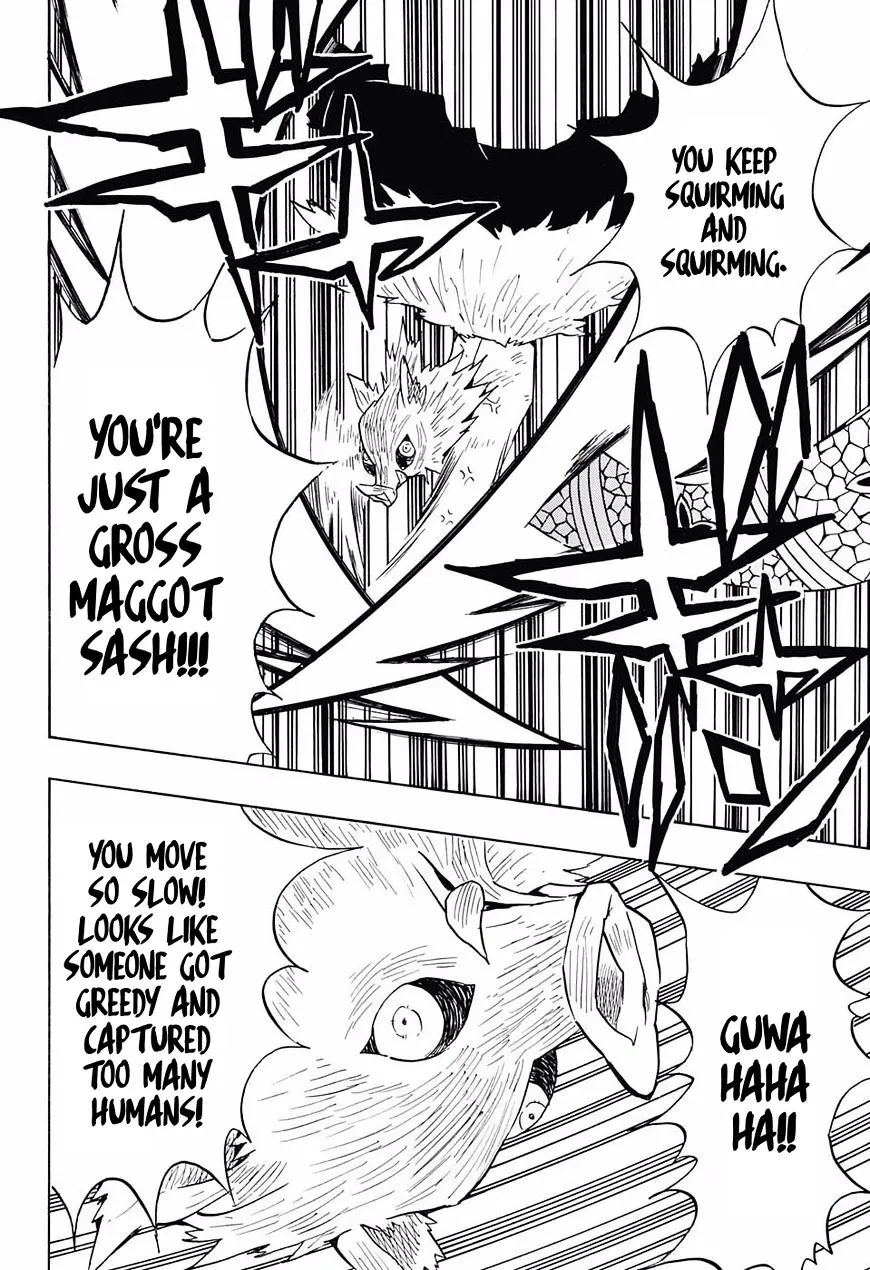 YOU KEEP
SQUIRMING
AND
SQUIRMING.
YOU'RE
JUST A
GROSS
MAGGOT
SASH!!!
GUWA
HAHA
HA!!
YOU MOVE
SO SLOW!
LOOKS LIKE
SOMEONE GOT
GREEDY AND
CAPTURED
TOO MANY
HUMANS!